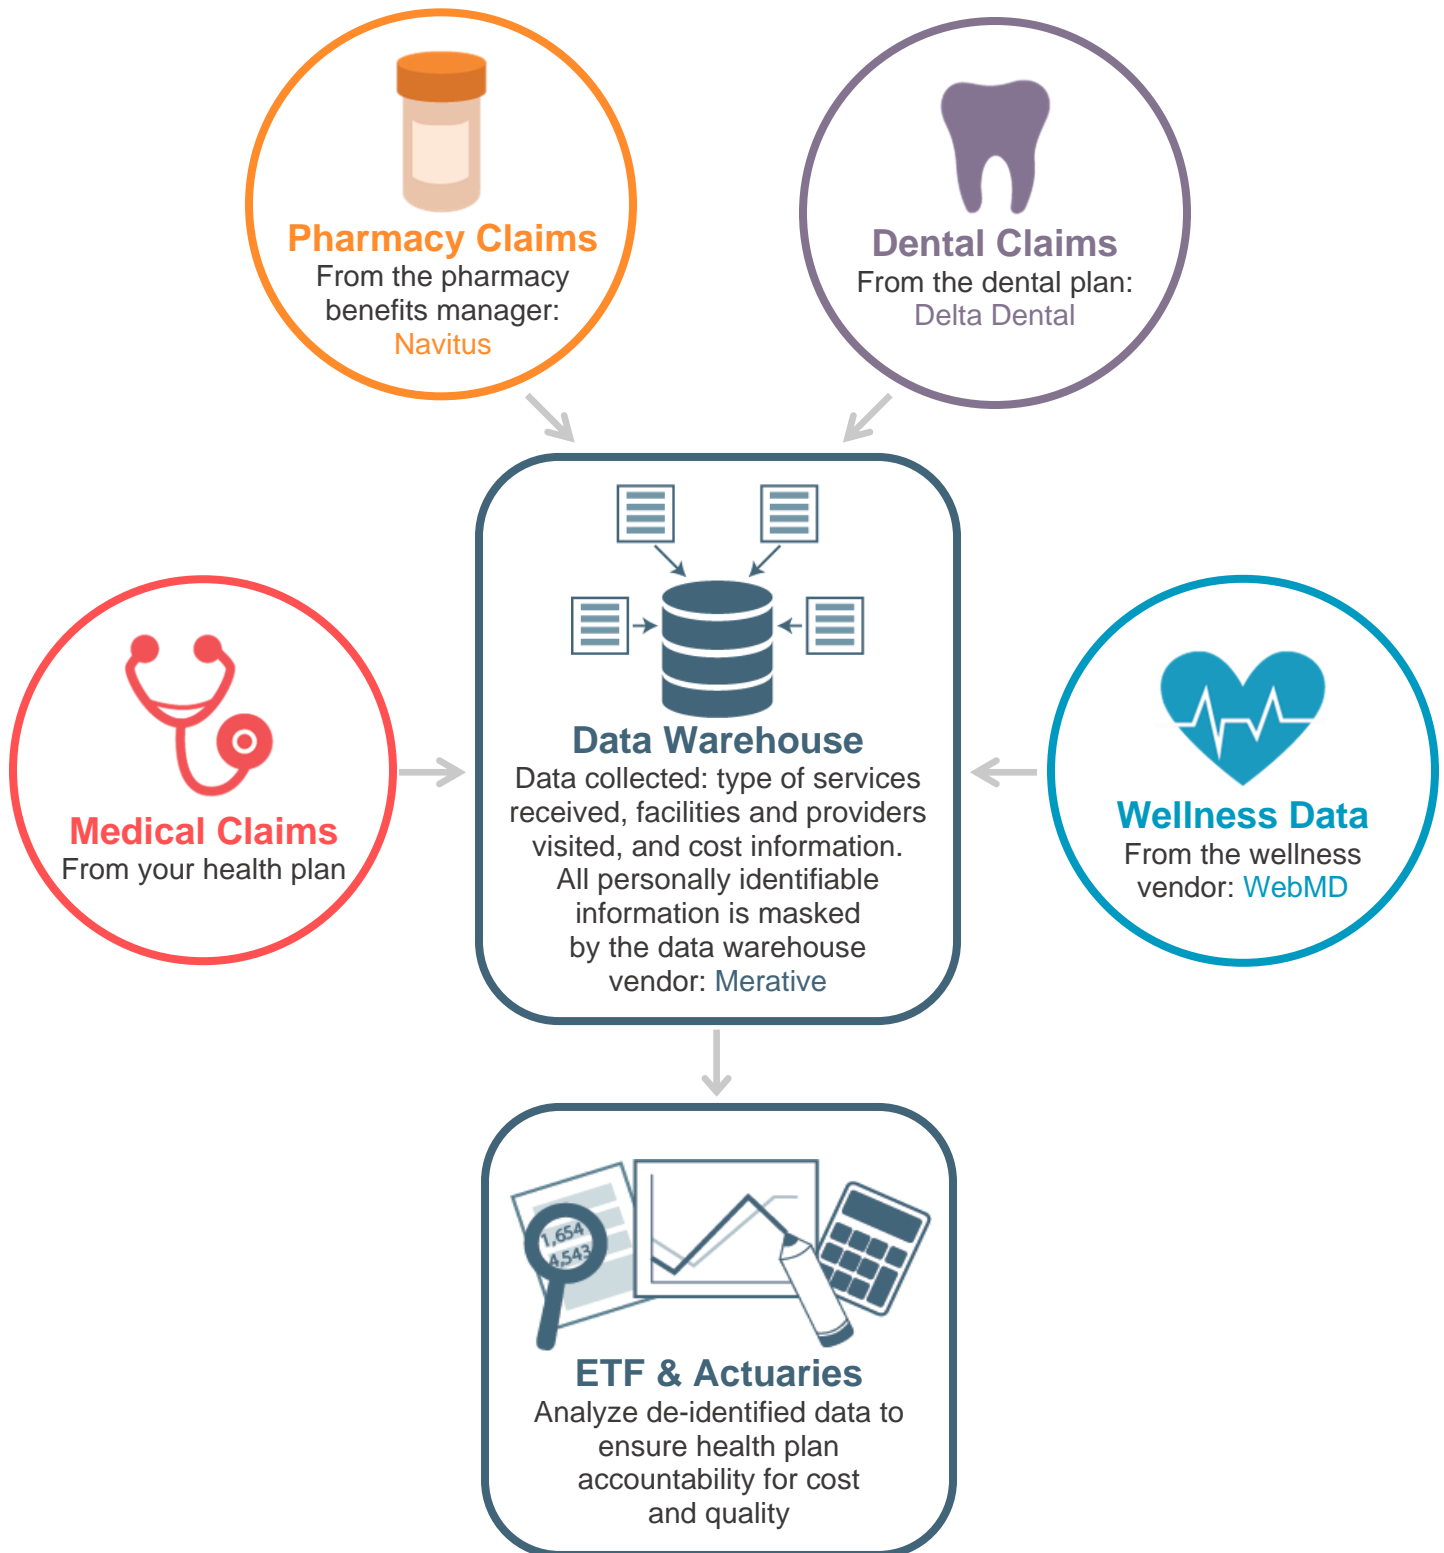 Pharmacy Claims
From the pharmacy
benefits manager:
Navitus
Dental Claims
From the dental plan:
Delta Dental
Medical Claims
From your health plan
Data Warehouse
Data collected: type of services
received, facilities and providers
visited, and cost information.
All personally identifiable
information is masked
by the data warehouse
vendor: Merative
Wellness Data
From the wellness
vendor: WebMD
1,654
4,543
ETF & Actuaries
Analyze de-identified data to
ensure health plan
accountability for cost
and quality